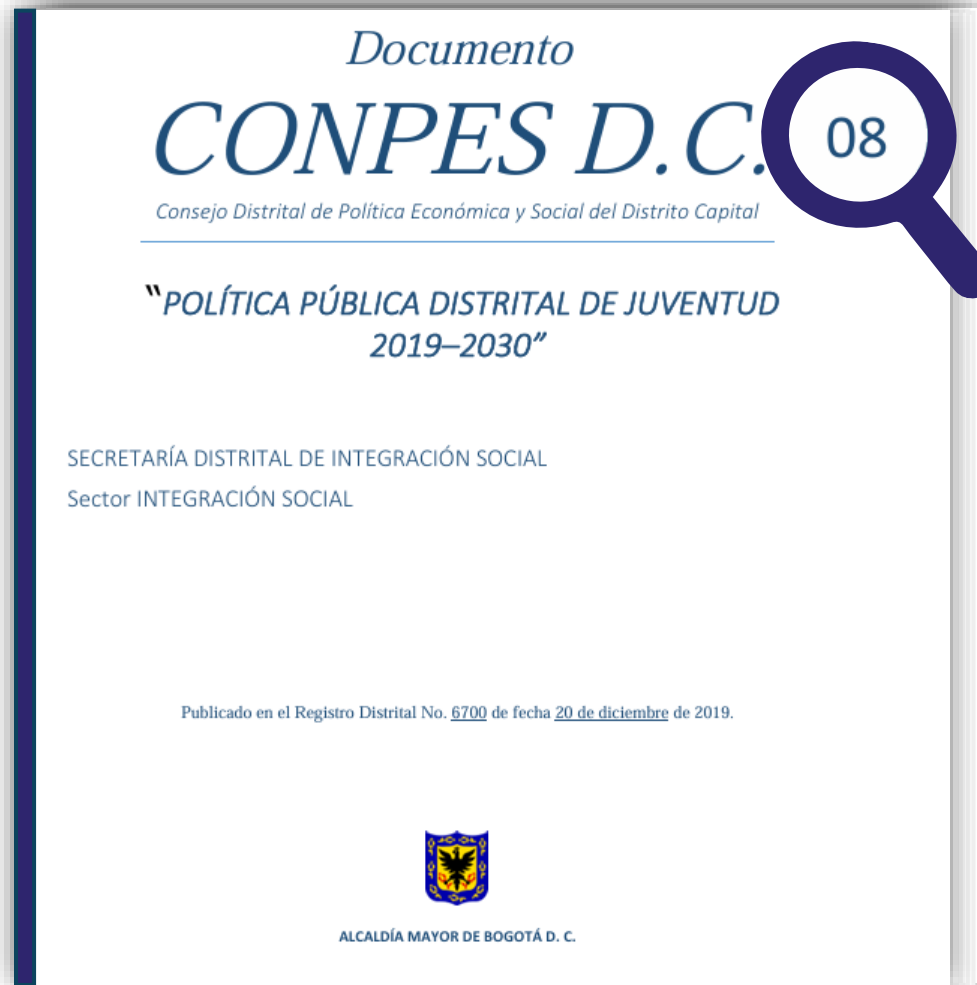 Documento
CONPES D.C. 08
Consejo Distrital de Política Económica y Social del Distrito Capital
“POLÍTICA PÚBLICA DISTRITAL DE JUVENTUD
2019–2030”
SECRETARÍA DISTRITAL DE INTEGRACIÓN SOCIAL
Sector INTEGRACIÓN SOCIAL
Publicado en el Registro Distrital No. 6700 de fecha 20 de diciembre de 2019.
ALCALDÍA MAYOR DE BOGOTÁ D. C.